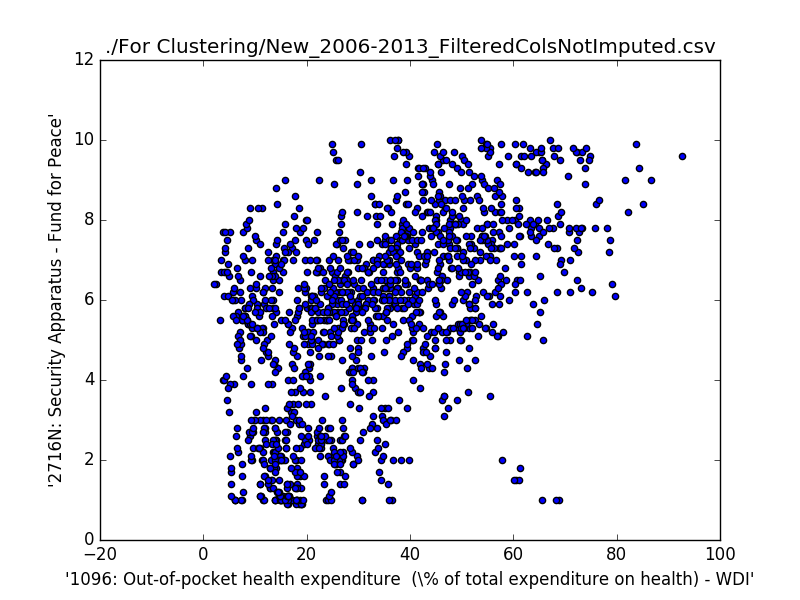 ./For Clustering/New_2006-2013_FilteredColsNotImputed.csv
12
10
8
6
4
2
0
'2716N: Security Apparatus - Fund for Peace'
−20 0 20 40 60 80 100
'1096: Out-of-pocket health expenditure (\% of total expenditure on health) - WDI'